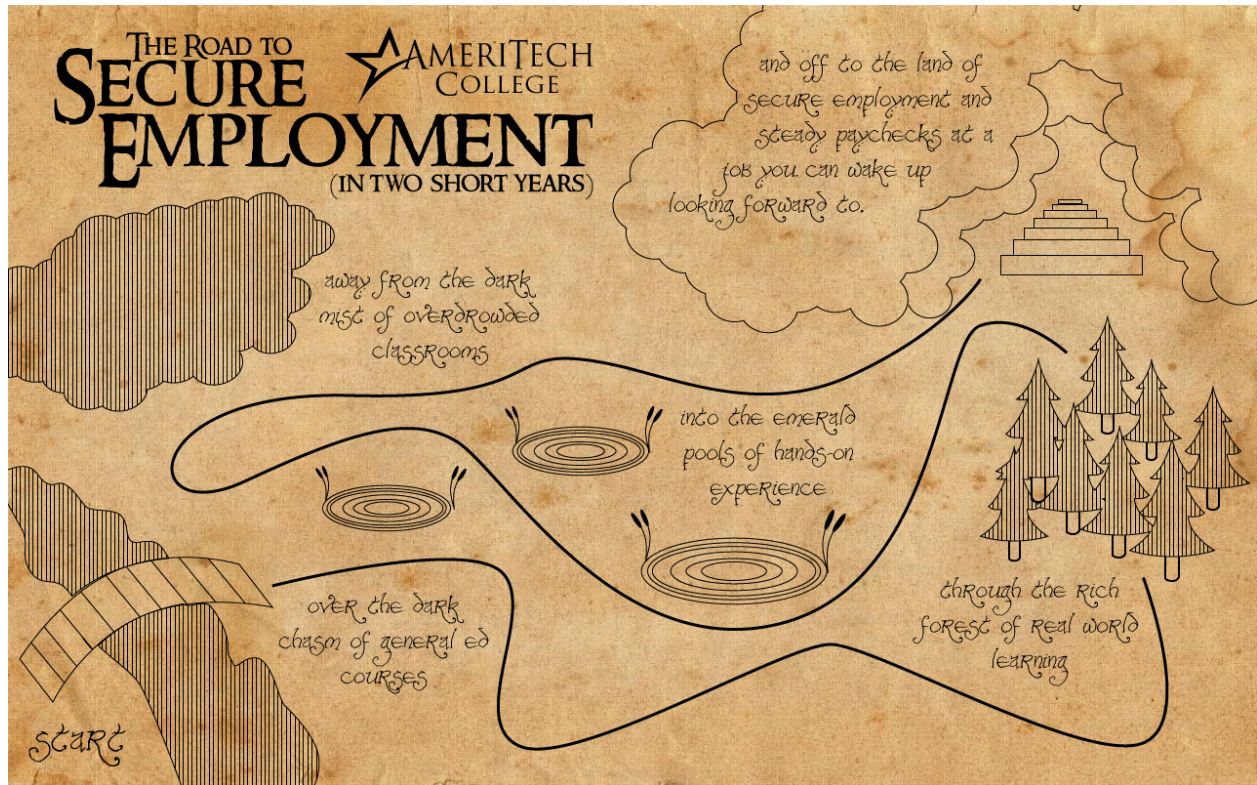 THE ROAD TO
SECURE
EMPLOYMENT
(IN TWO SHORT YEARS)
AMERITECH
COLLEGE
and off to the land of
secure employment and
steady paychecks at a
job you can wake up
looking forward to.
away from the dark
mist of overdrowded
classrooms
into the emerald
pools of hands-on
experience
through the rich
forest of real world
learning
over the dark
chasm of general ed
courses
start